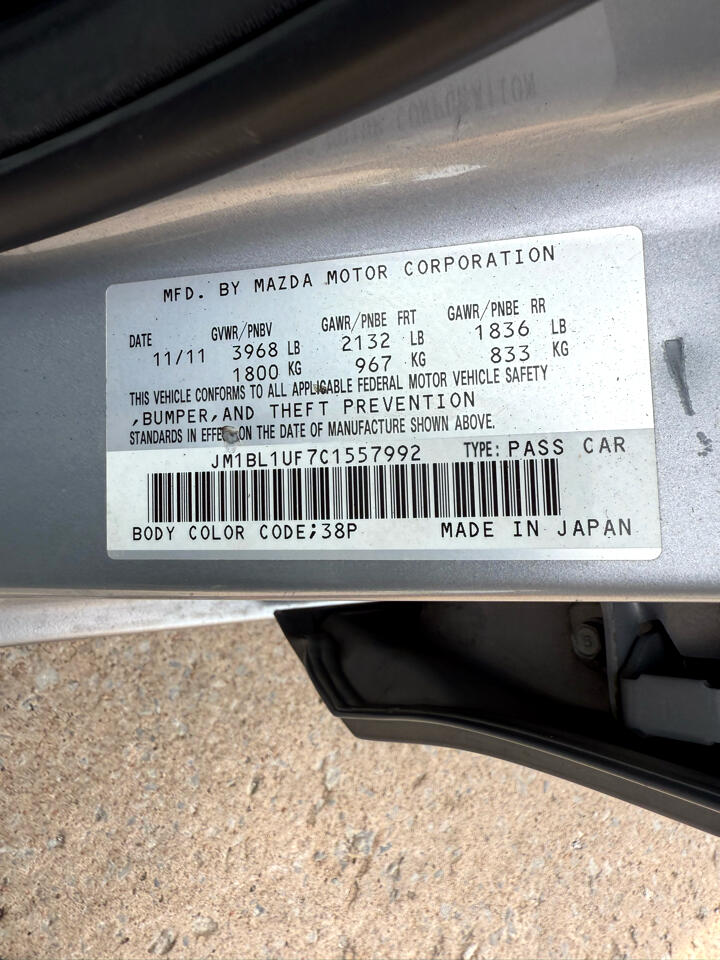 MFD. BY MAZDA MOTOR CORPORATION
DATE GVWR/PNBV GAWR/PNBE FRT GAWR/PNBE RR
11/11 3968 LB 2132 LB 1836 LB
1800 KG 967 KG 833 KG
THIS VEHICLE CONFORMS TO ALL APPLICABLE FEDERAL MOTOR VEHICLE SAFETY
,BUMPER,AND THEFT PREVENTION
STANDARDS IN EFFECT ON THE DATE OF MANUFACTURE SHOWN ABOVE.
JM1BL1UF7C1557992 TYPE: PASS CAR
BODY COLOR CODE;38P MADE IN JAPAN